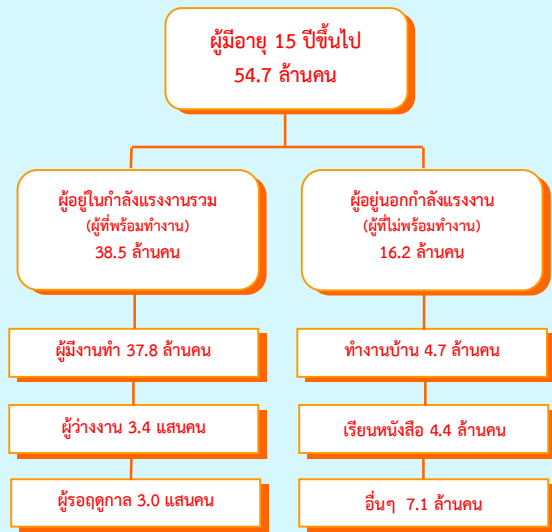 ผู้มีอายุ 15 ปีขึ้นไป
54.7 ล้านคน
ผู้อยู่ในกำลังแรงงานรวม
(ผู้ที่พร้อมทำงาน)
38.5 ล้านคน
ผู้อยู่นอกกำลังแรงงาน
(ผู้ที่ไม่พร้อมทำงาน)
16.2 ล้านคน
ผู้มีงานทำ 37.8 ล้านคน
ทำงานบ้าน 4.7 ล้านคน
ผู้ว่างงาน 3.4 แสนคน
เรียนหนังสือ 4.4 ล้านคน
ผู้รอฤดูกาล 3.0 แสนคน
อื่นๆ 7.1 ล้านคน